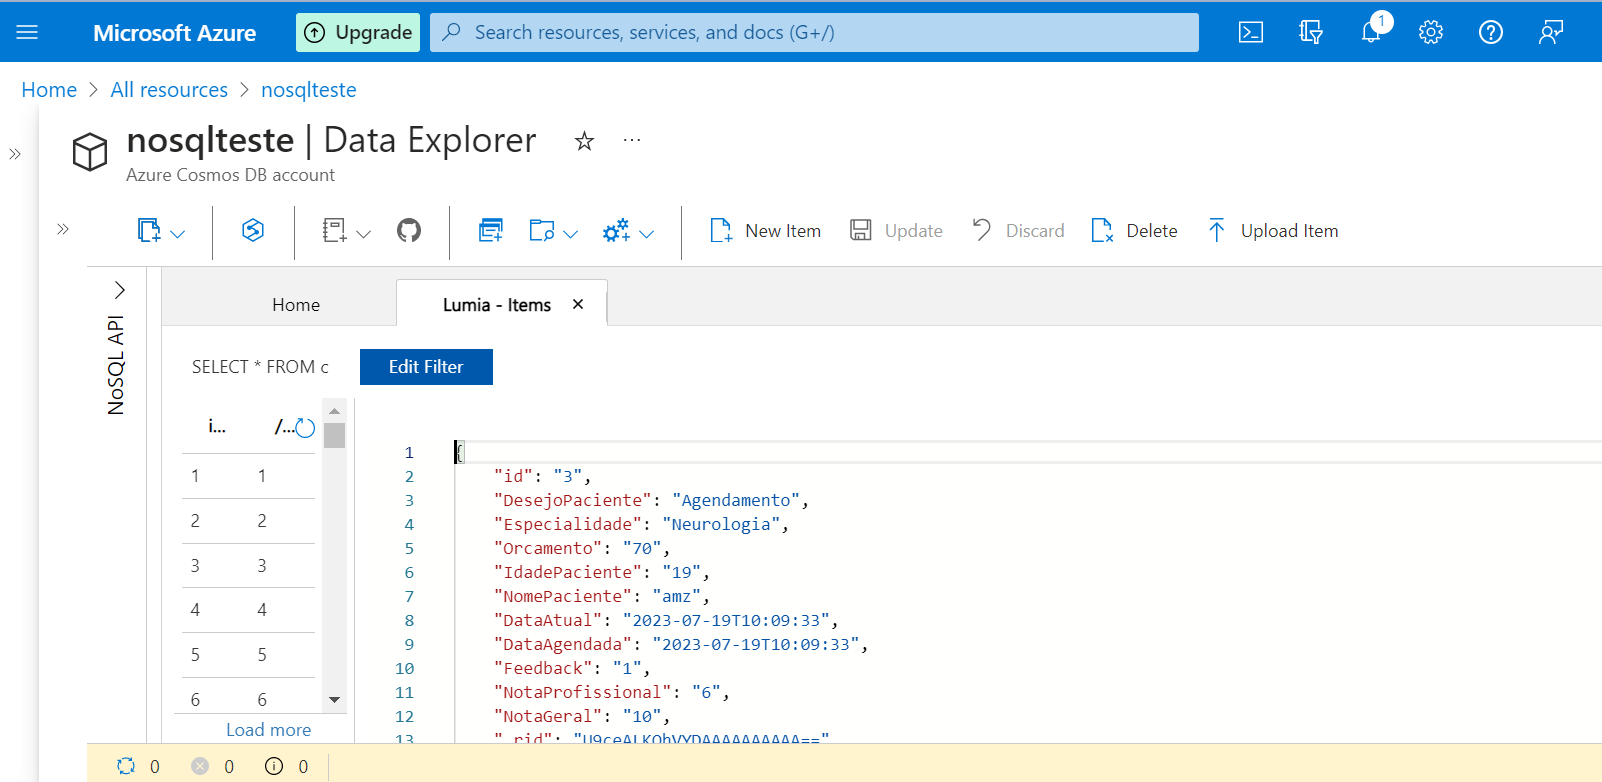 Microsoft Azure
Upgrade
Search resources, services, and docs (G+/)
1
Home > All resources > nosqlteste
nosqlteste | Data Explorer
Azure Cosmos DB account
New Item
Update
Discard
Delete
Upload Item
NoSQL API
Home
Lumia - Items
SELECT * FROM c
Edit Filter
i... /...
1 1
2 2
3 3
4 4
5 5
6 6
Load more
1 {
2 "id": "3",
3 "DesejoPaciente": "Agendamento",
4 "Especialidade": "Neurologia",
5 "Orcamento": "70",
6 "IdadePaciente": "19",
7 "NomePaciente": "amz",
8 "DataAtual": "2023-07-19T10:09:33",
9 "DataAgendada": "2023-07-19T10:09:33",
10 "Feedback": "1",
11 "NotaProfissional": "6",
12 "NotaGeral": "10",
13 "_rid":
0 0 0